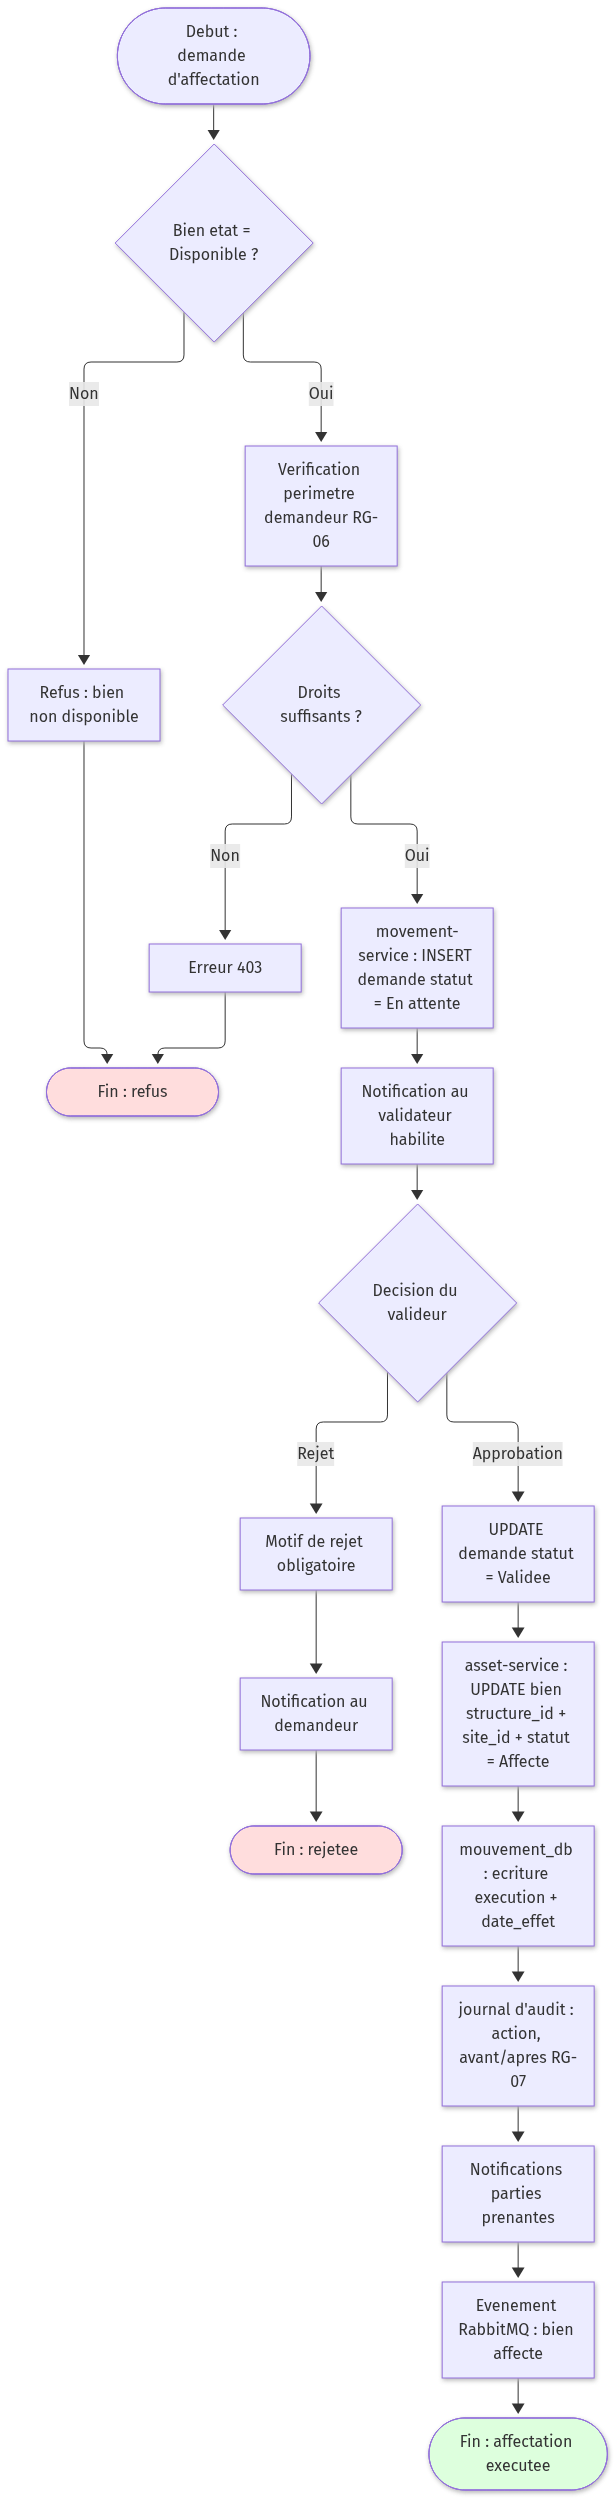 Debut :
demande
d'affectation
Bien etat =
Disponible ?
Non
Oui
Verification
perimetre
demandeur RG-
06
Refus : bien
non disponible
Droits
suffisants ?
Non
Oui
Erreur 403
movement-
service : INSERT
demande statut
= En attente
Fin : refus
Notification au
validateur
habilite
Decision du
valideur
Rejet
Approbation
Motif de rejet
obligatoire
UPDATE
demande statut
= Validee
Notification au
demandeur
asset-service :
UPDATE bien
structure_id +
site_id + statut
= Affecte
Fin : rejetee
mouvement_db
: ecriture
execution +
date_effet
journal d'audit :
action,
avant/apres RG-
07
Notifications
parties
prenantes
Evenement
RabbitMQ : bien
affecte
Fin : affectation
executee